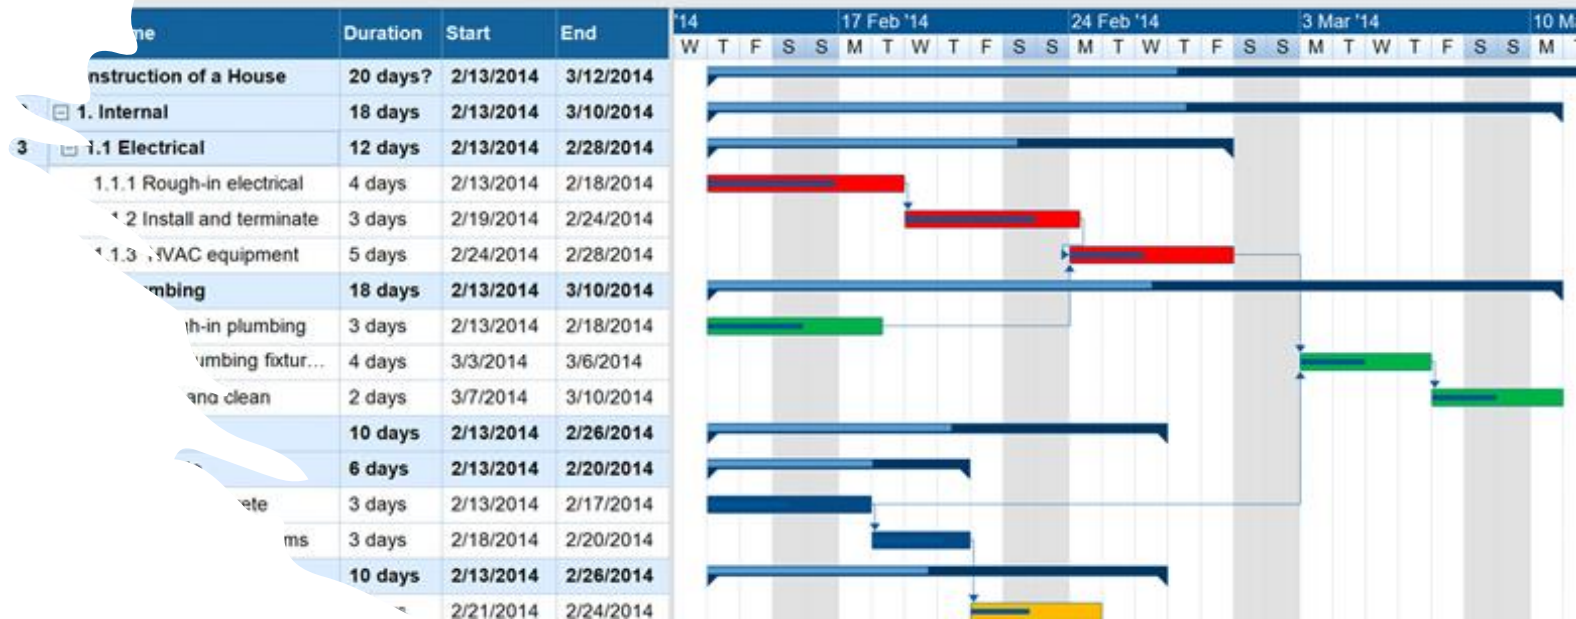 '14 17 Feb '14 24 Feb '14 3 Mar '14 10 M
Duration Start End
W T F S S M T W T F S S M T W T F S S M T W T F S S M
nstruction of a House 20 days? 2/13/2014 3/12/2014
1. Internal 18 days 2/13/2014 3/10/2014
3 1.1 Electrical 12 days 2/13/2014 2/28/2014
1.1.1 Rough-in electrical 4 days 2/13/2014 2/18/2014
1.2 Install and terminate 3 days 2/19/2014 2/24/2014
1.1.3 HVAC equipment 5 days 2/24/2014 2/28/2014
mbing 18 days 2/13/2014 3/10/2014
gh-in plumbing 3 days 2/13/2014 2/18/2014
umbing fixtur... 4 days 3/3/2014 3/6/2014
and clean 2 days 3/7/2014 3/10/2014
10 days 2/13/2014 2/26/2014
6 days 2/13/2014 2/20/2014
ete 3 days 2/13/2014 2/17/2014
ms 3 days 2/18/2014 2/20/2014
10 days 2/13/2014 2/26/2014
2/21/2014 2/24/2014